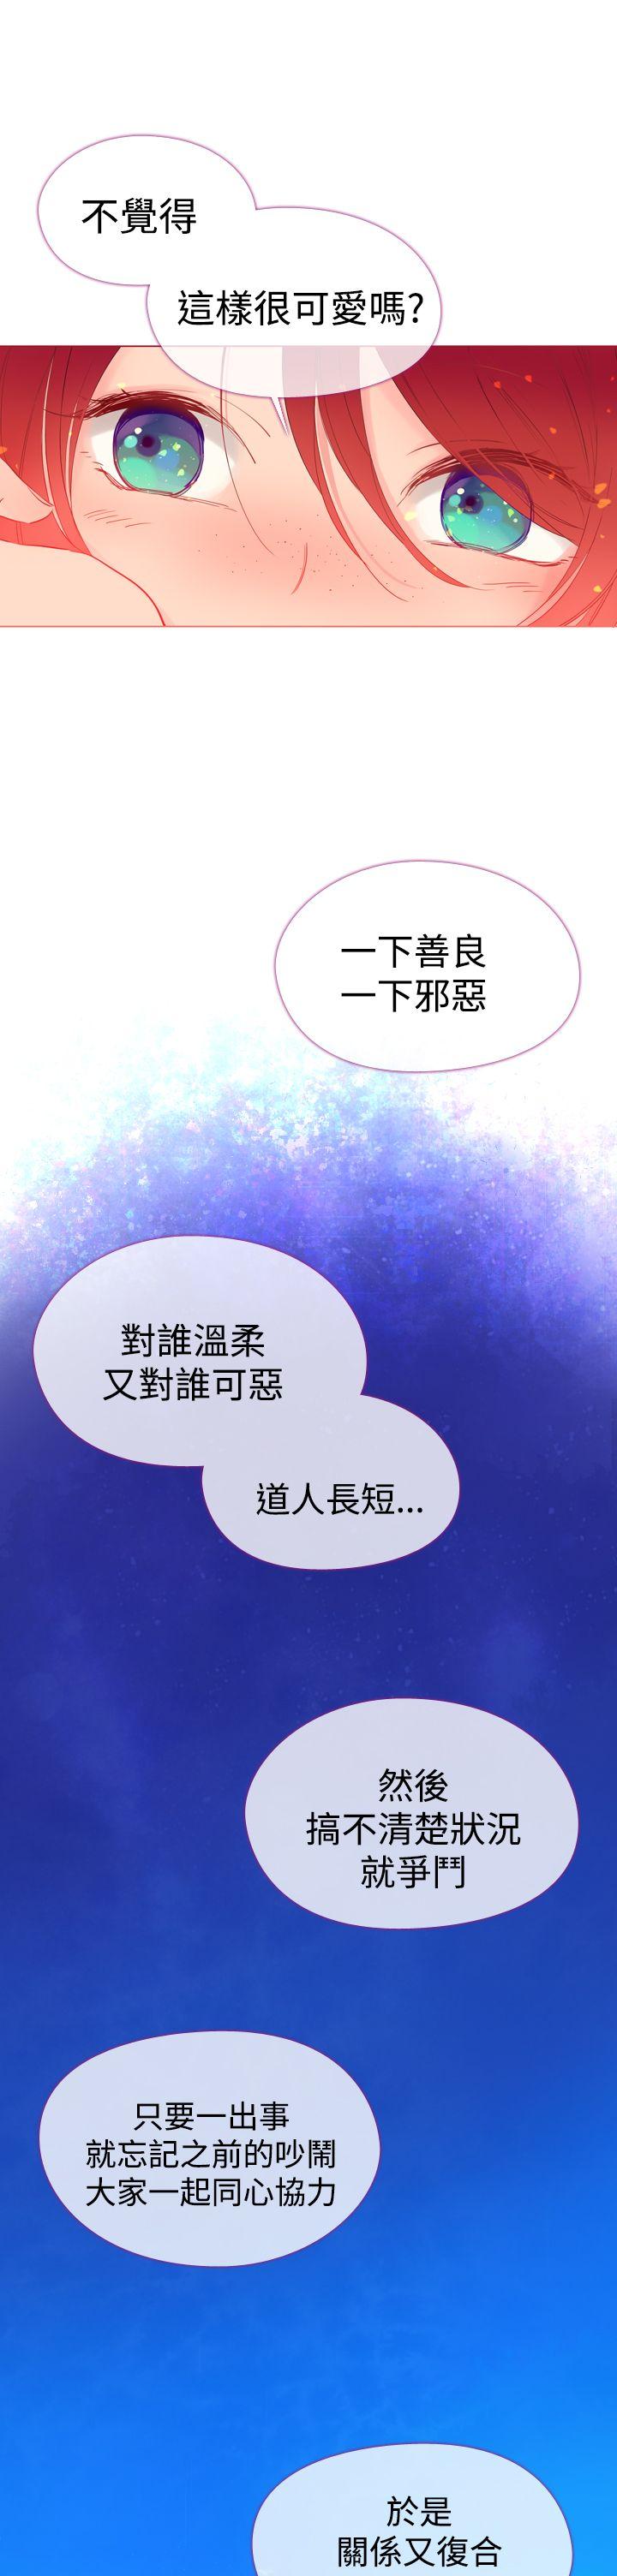 不覺得
這樣很可愛嗎?
一下善良
一下邪惡
對誰溫柔
又對誰可惡
道人長短...
然後
搞不清楚狀況
就爭鬥
只要一出事
就忘記之前的吵鬧
大家一起同心協力
於是
關係又復合